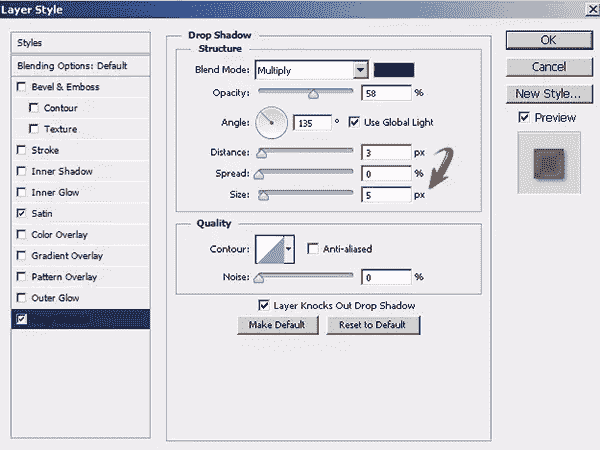 Layer Style
Styles
Blending Options: Default
Bevel & Emboss
Contour
Texture
Stroke
Inner Shadow
Inner Glow
Satin
Color Overlay
Gradient Overlay
Pattern Overlay
Outer Glow
Drop Shadow
Structure
Blend Mode: Multiply
Opacity: 58 %
Angle: 135 ° Use Global Light
Distance: 3 px
Spread: 0 %
Size: 5 px
Quality
Contour: Anti-aliased
Noise: 0 %
Layer Knocks Out Drop Shadow
Make Default Reset to Default
OK
Cancel
New Style...
Preview